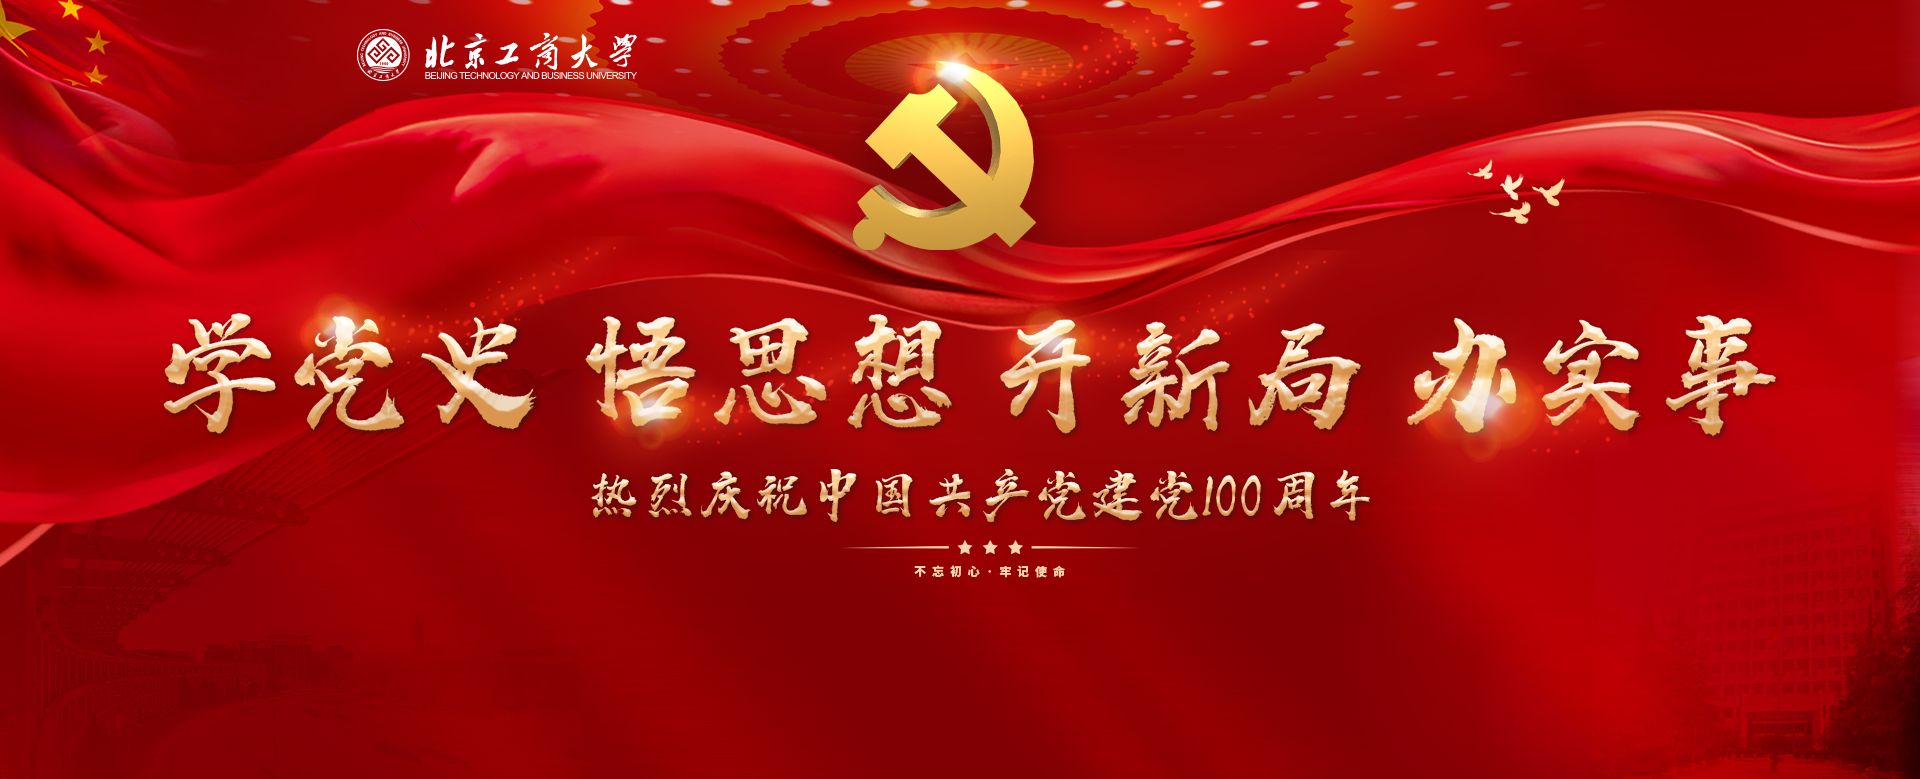 北京工商大学
BEIJING TECHNOLOGY AND BUSINESS UNIVERSITY
学党史 悟思想 开新局 办实事
热烈庆祝中国共产党建党100周年
不忘初心·牢记使命